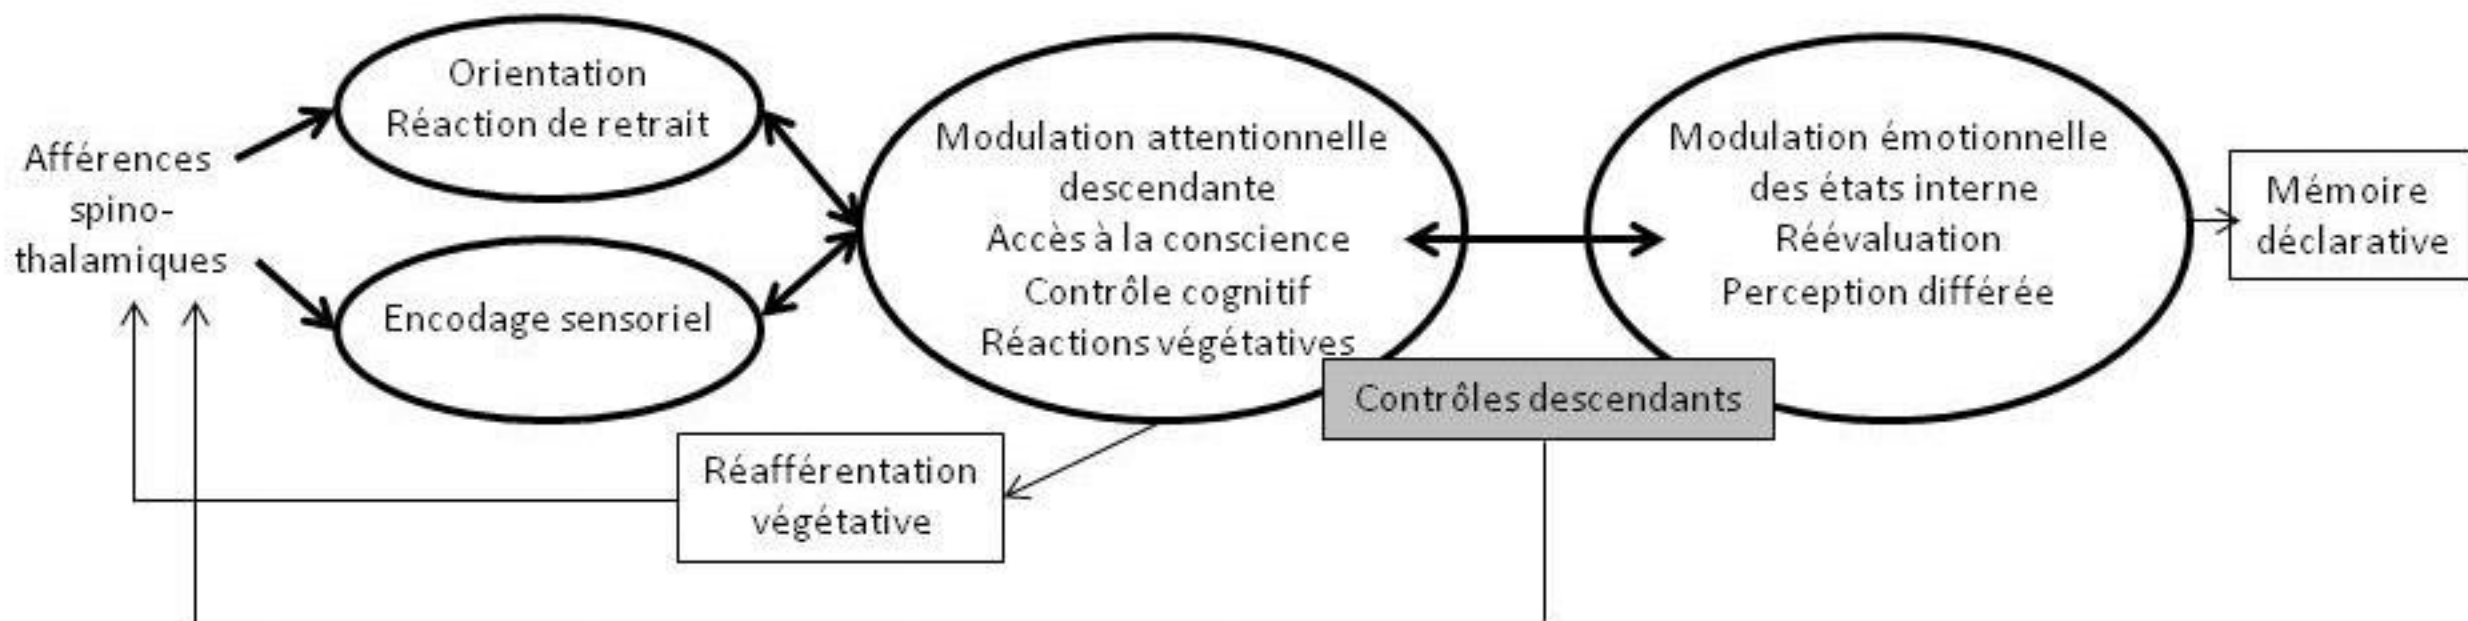 Afférences
spino-
thalamiques
Orientation
Réaction de retrait
Encodage sensoriel
Modulation attentionnelle
descendante
Accès à la conscience
Contrôle cognitif
Réactions végétatives
Modulation émotionnelle
des états interne
Réévaluation
Perception différée
Mémoire
déclarative
Contrôles descendants
Réafférentation
végétative